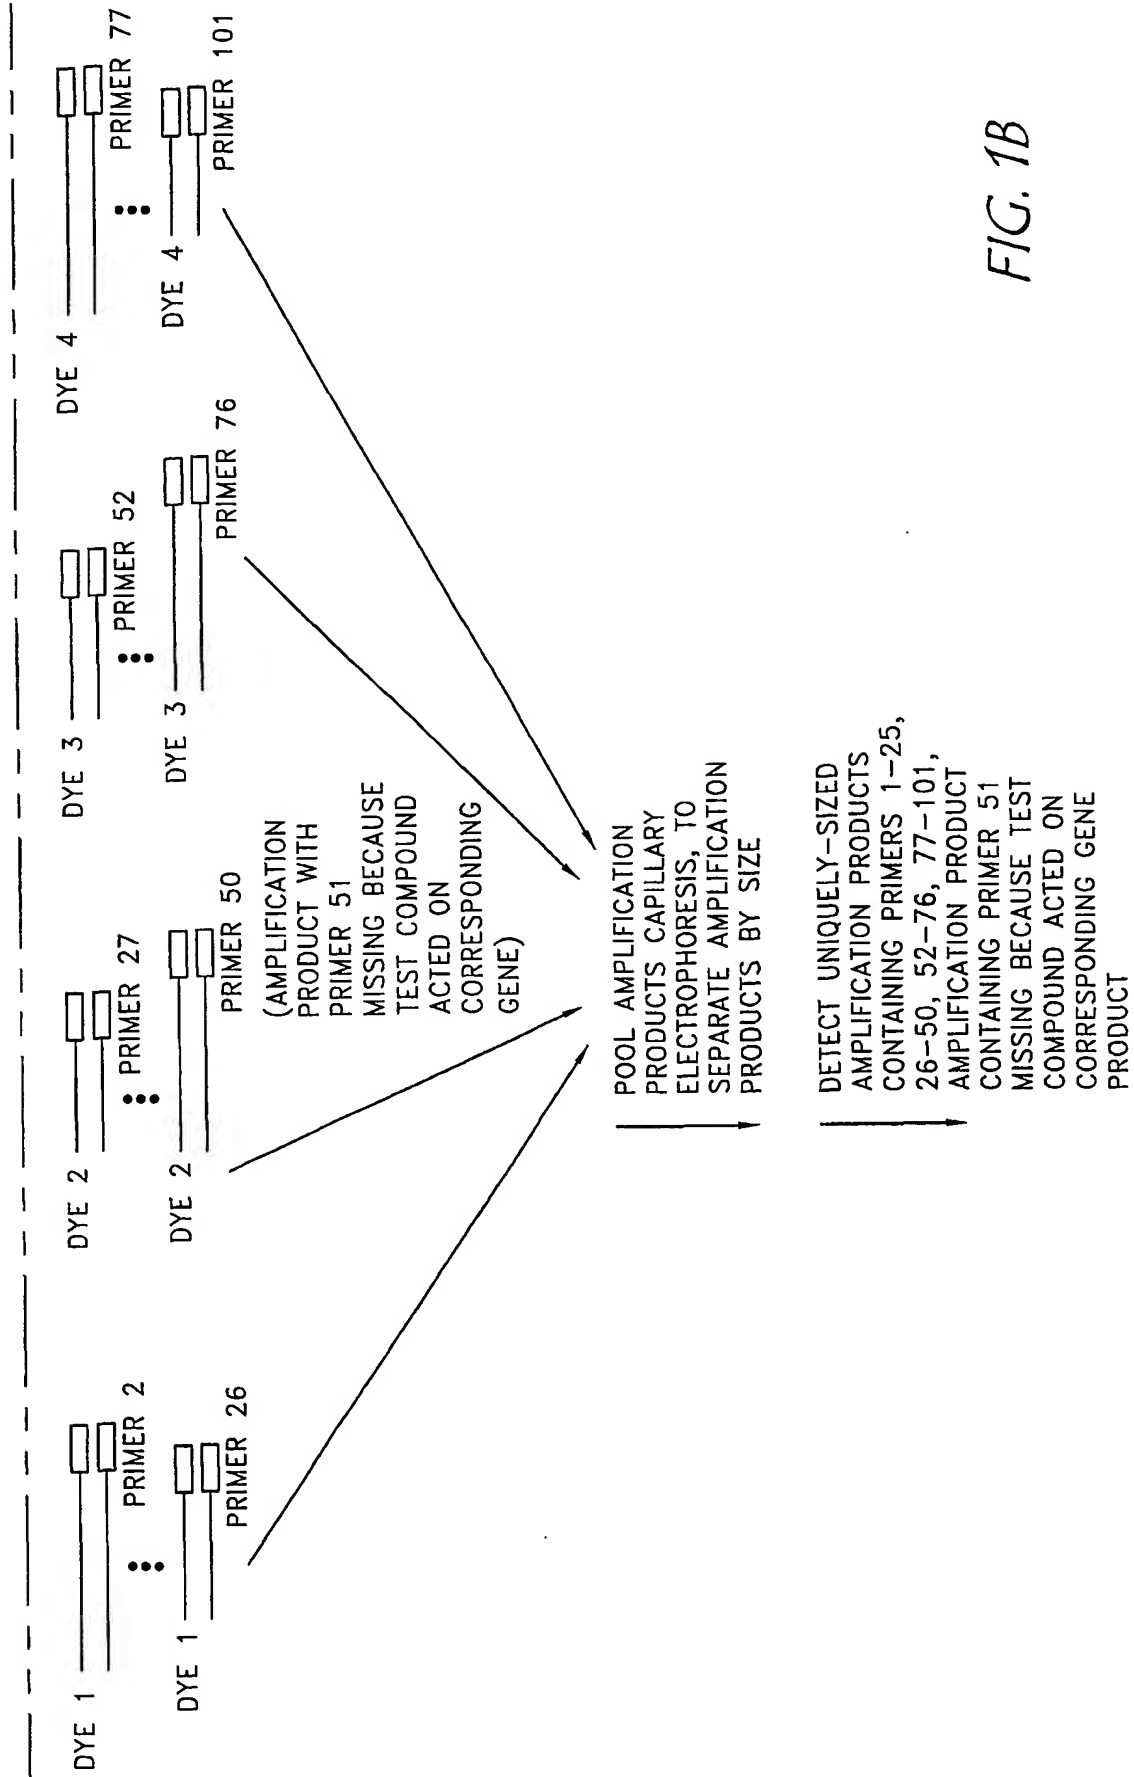 DYE 1
PRIMER 2
DYE 1
PRIMER 26
DYE 2
PRIMER 27
DYE 2
PRIMER 50
(AMPLIFICATION
PRODUCT WITH
PRIMER 51
MISSING BECAUSE
TEST COMPOUND
ACTED ON
CORRESPONDING
GENE)
DYE 3
PRIMER 52
DYE 3
PRIMER 76
DYE 4
PRIMER 77
DYE 4
PRIMER 101
POOL AMPLIFICATION
PRODUCTS CAPILLARY
ELECTROPHORESIS, TO
SEPARATE AMPLIFICATION
PRODUCTS BY SIZE
DETECT UNIQUELY-SIZED
AMPLIFICATION PRODUCTS
CONTAINING PRIMERS 1-25,
26-50, 52-76, 77-101,
AMPLIFICATION PRODUCT
CONTAINING PRIMER 51
MISSING BECAUSE TEST
COMPOUND ACTED ON
CORRESPONDING GENE
PRODUCT
FIG. 1B